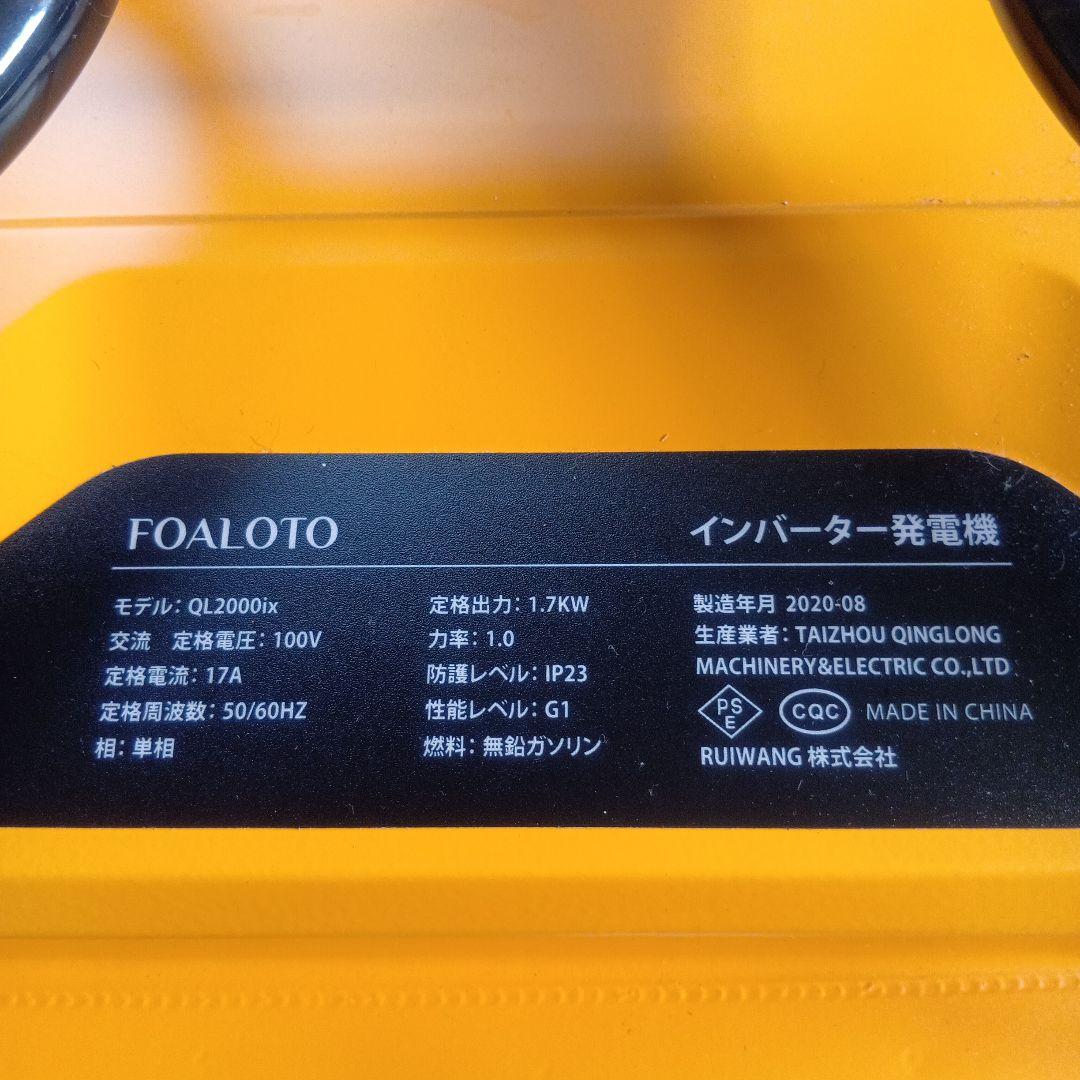 FOALOTO
インバーター発電機
モデル: QL2000ix
交流 定格電圧: 100V
定格電流: 17A
定格周波数: 50/60HZ
相: 単相
定格出力: 1.7KW
力率: 1.0
防護レベル: IP23
性能レベル: G1
燃料: 無鉛ガソリン
製造年月 2020-08
生産業者: TAIZHOU QINGLONG
MACHINERY&ELECTRIC CO.,LTD
PS
E
CQC MADE IN CHINA
RUIWANG 株式会社